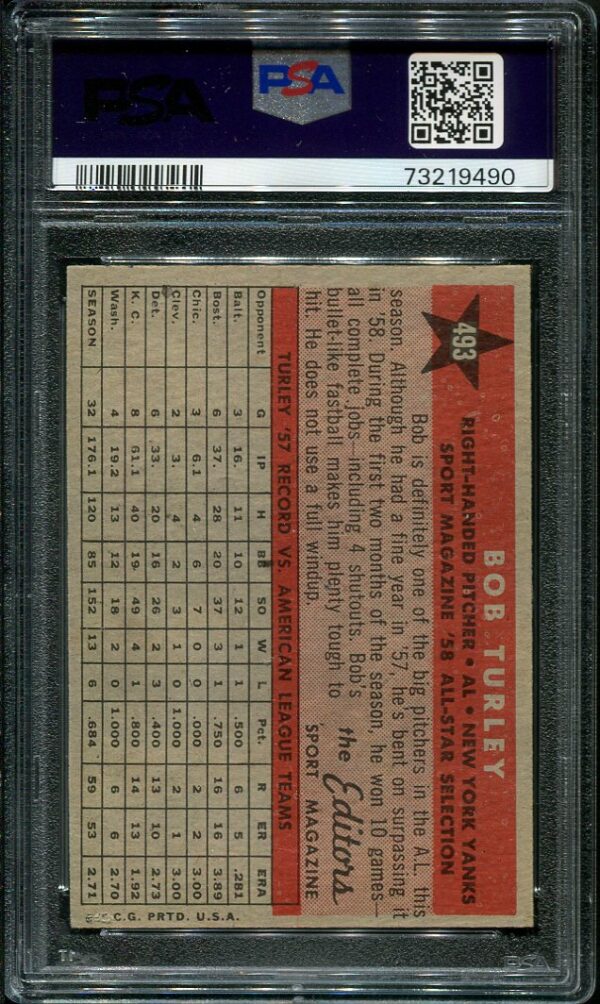 PSA
PSA
73219490
493
BOB TURLEY
RIGHT-HANDED PITCHER • AL • NEW YORK YANKS
SPORT MAGAZINE '58 ALL-STAR SELECTION
Bob is definitely one of the big pitchers in the A.L. this
season. Although he had a fine year in '57, he's bent on surpassing it
in '58. During the first two months of the season, he won 10 games—
all complete jobs—including 4 shutouts. Bob's
bullet-like fastball makes him plenty tough to
hit. He does not use a full windup.
the Editors
SPORT MAGAZINE
TURLEY '57 RECORD VS. AMERICAN LEAGUE TEAMS
Opponent G IP H BB SO W L Pct. R ER ERA
Balt. 3 16. 11 10 12 1 1 .500 6 5 .281
Bost. 6 37. 28 20 37 3 1 .750 16 16 3.89
Chic. 3 6.1 4 6 7 0 0 .000 2 2 3.00
Clev. 2 3. 4 2 3 1 0 1.000 2 1 3.00
Det. 6 33. 20 16 26 2 3 .400 13 10 2.73
K. C. 8 61.1 40 19 49 4 1 .800 14 13 1.92
Wash. 4 19.2 13 12 18 2 0 1.000 6 6 2.70
SEASON 32 176.1 120 85 152 13 6 .684 59 53 2.71
C.G. PRTD. U.S.A.
PSA